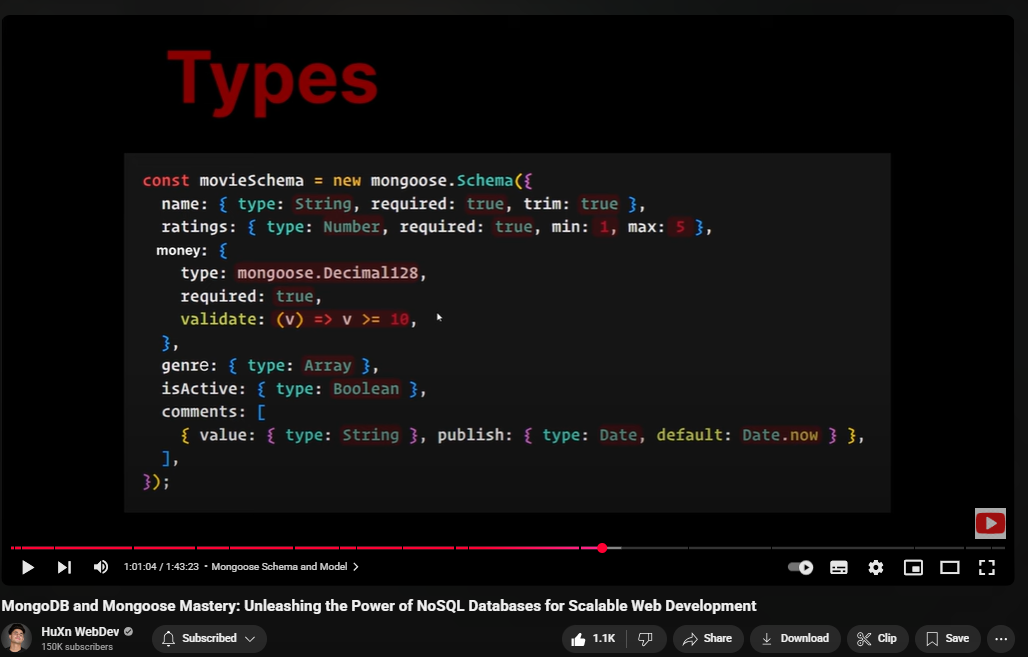 Types
const movieSchema = new mongoose.Schema({
name: { type: String, required: true, trim: true },
ratings: { type: Number, required: true, min: 1, max: 5 },
money: {
type: mongoose.Decimal128,
required: true,
validate: (v) => v >= 10,
},
genre: { type: Array },
isActive: { type: Boolean },
comments: [
{ value: { type: String }, publish: { type: Date, default: Date.now } },
],
});
1:01:04 / 1:43:23 • Mongoose Schema and Model >
MongoDB and Mongoose Mastery: Unleashing the Power of NoSQL Databases for Scalable Web Development
HuXn WebDev
150K subscribers
Subscribed
1.1K
Share
Download
Clip
Save